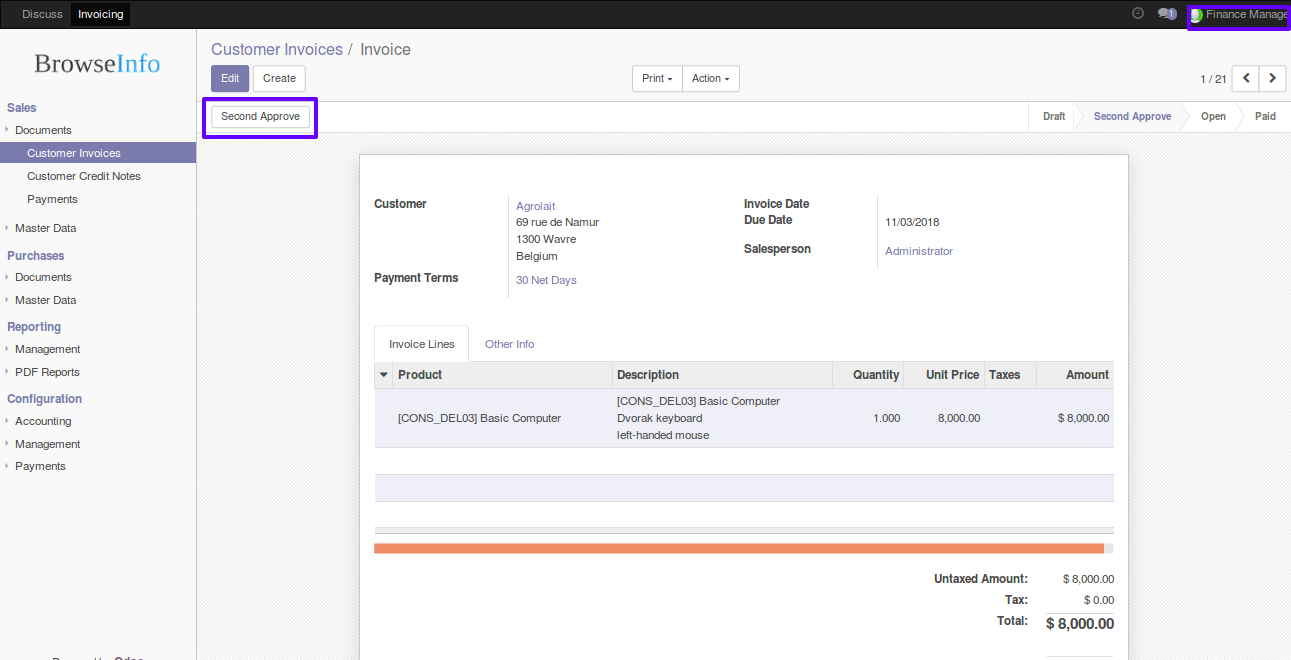 Discuss Invoicing 1 Finance Manage
BrowseInfo
Sales
Documents
Customer Invoices
Customer Credit Notes
Payments
Master Data
Purchases
Documents
Master Data
Reporting
Management
PDF Reports
Configuration
Accounting
Management
Payments
Customer Invoices / Invoice
Edit Create Print Action 1 / 21
Second Approve Draft Second Approve Open Paid
Customer Agrolait
69 rue de Namur
1300 Wavre
Belgium
Payment Terms 30 Net Days
Invoice Date
Due Date 11/03/2018
Salesperson Administrator
Invoice Lines Other Info
Product Description Quantity Unit Price Taxes Amount
[CONS_DEL03] Basic Computer [CONS_DEL03] Basic Computer 1.000 8,000.00 $ 8,000.00
Dvorak keyboard
left-handed mouse
Untaxed Amount: $ 8,000.00
Tax: $ 0.00
Total: $ 8,000.00